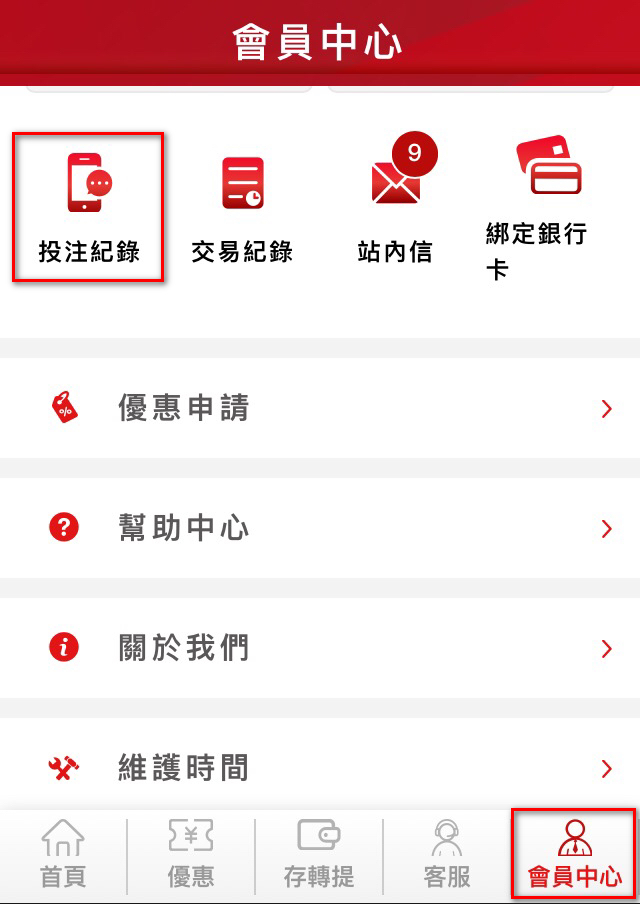 會員中心
9
投注紀錄
交易紀錄
站內信
綁定銀行
卡
%
優惠申請
?
幫助中心
i
關於我們
維護時間
¥
首頁
優惠
存轉提
客服
會員中心